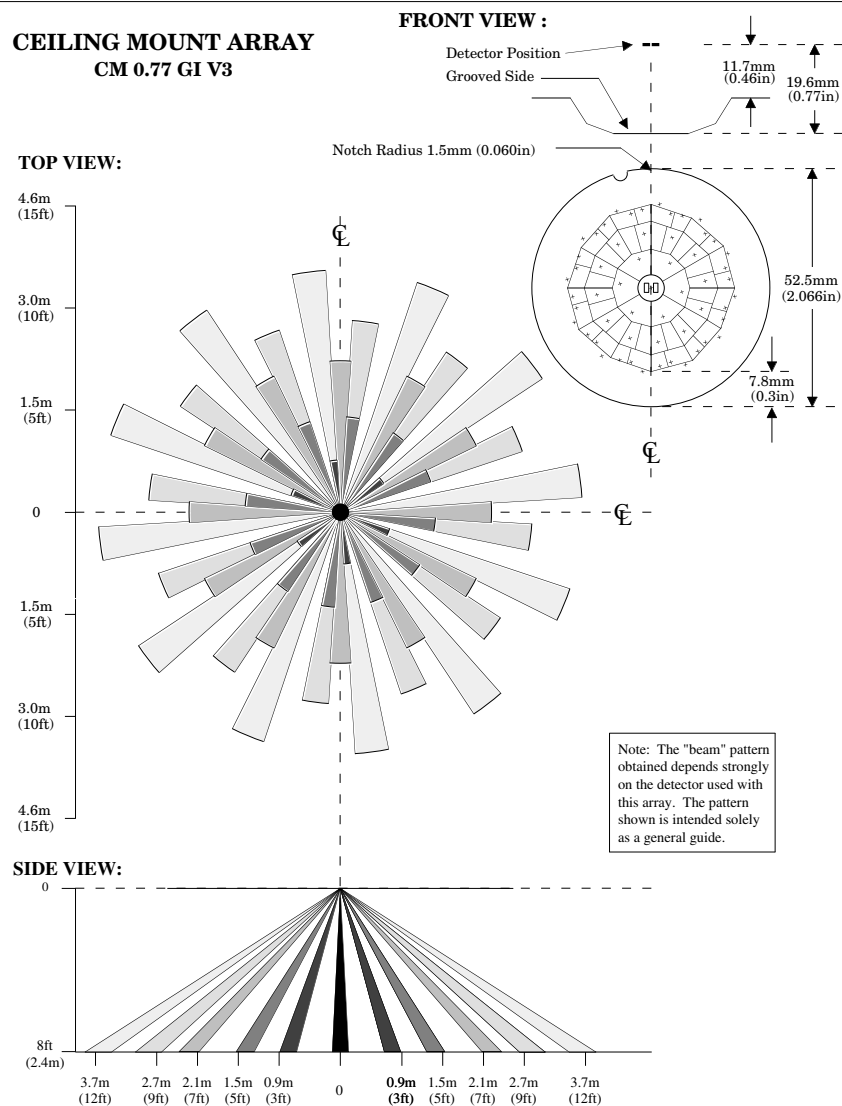 CEILING MOUNT ARRAY
CM 0.77 GI V3
FRONT VIEW :
Detector Position
Grooved Side
11.7mm
(0.46in)
19.6mm
(0.77in)
Notch Radius 1.5mm (0.060in)
52.5mm
(2.066in)
7.8mm
(0.3in)
℄
TOP VIEW:
4.6m
(15ft)
3.0m
(10ft)
1.5m
(5ft)
0
1.5m
(5ft)
3.0m
(10ft)
4.6m
(15ft)
℄
℄
Note: The "beam" pattern
obtained depends strongly
on the detector used with
this array. The pattern
shown is intended solely
as a general guide.
SIDE VIEW:
0
8ft
(2.4m)
3.7m
(12ft)
2.7m
(9ft)
2.1m
(7ft)
1.5m
(5ft)
0.9m
(3ft)
0
0.9m
(3ft)
1.5m
(5ft)
2.1m
(7ft)
2.7m
(9ft)
3.7m
(12ft)